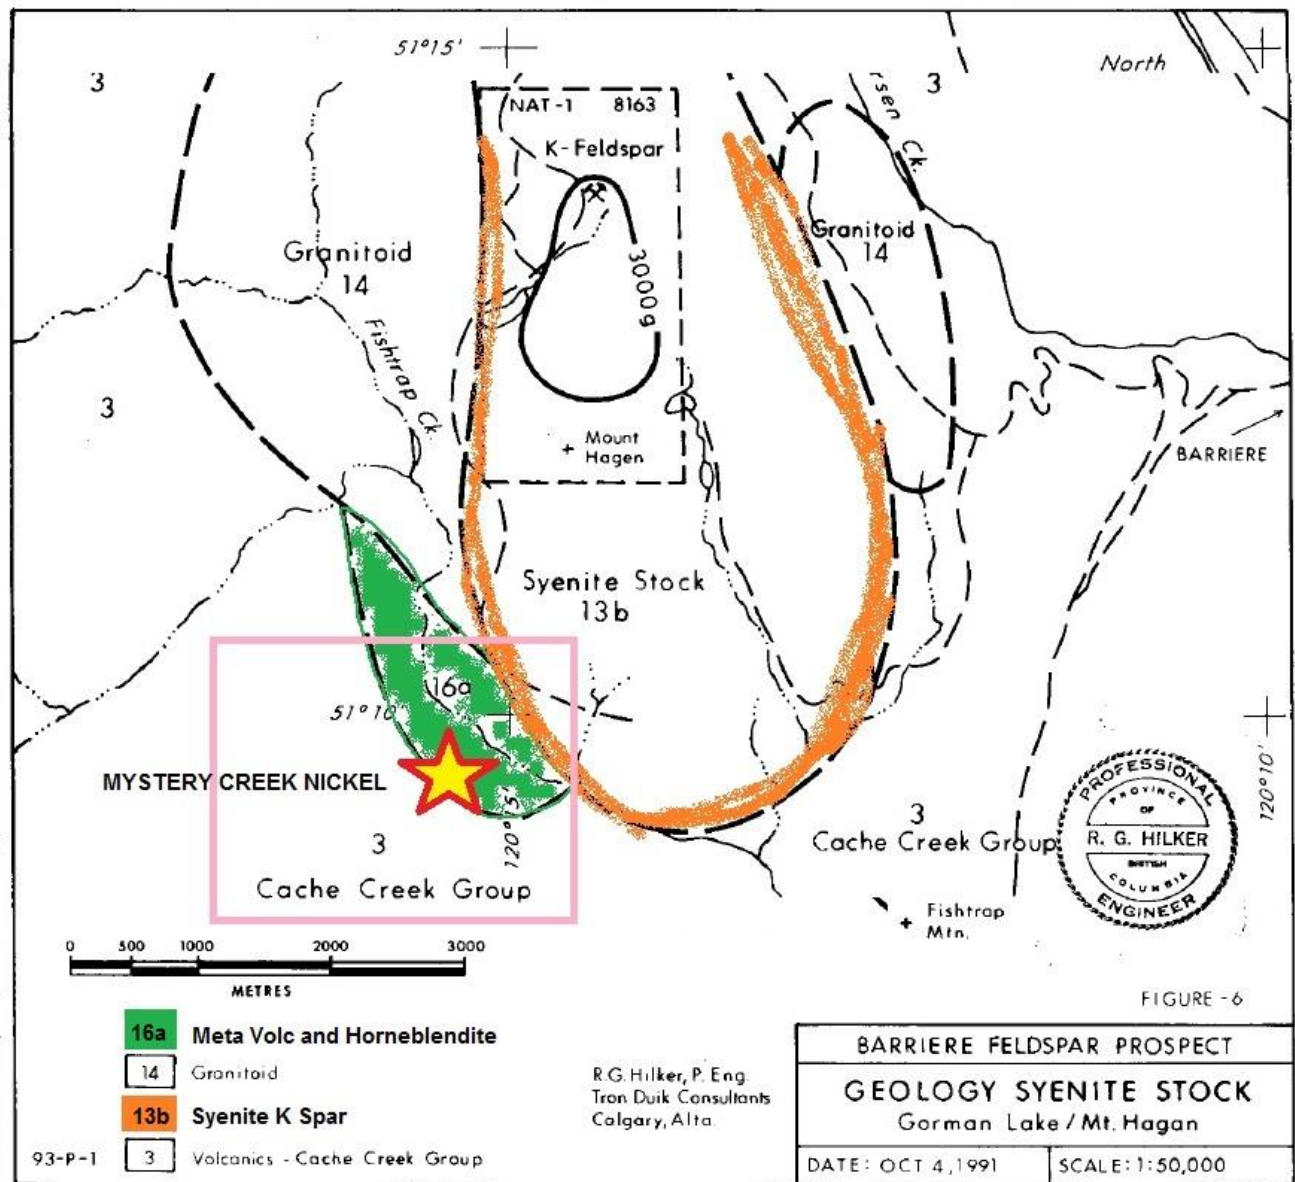 51°15'
North
3
NAT-1 8163
3
rsen Ck.
K-Feldspar
Granitoid
14
Granitoid
14
3000g
Fishtrap Ck.
3
Mount
Hagen
BARRIERE
Syenite Stock
13b
16a
51°10'
MYSTERY CREEK NICKEL
120°15'
120°10'
3
Cache Creek Group
3
Cache Creek Group
PROFESSIONAL
PROVINCE
OF
R. G. HILKER
BRITISH
COLUMBIA
ENGINEER
Fishtrap
Mtn.
0 500 1000 2000 3000
METRES
FIGURE-6
16a Meta Volc and Horneblendite
14 Granitoid
13b Syenite K Spar
93-P-1 3 Volcanics - Cache Creek Group
R.G. Hilker, P. Eng.
Tron Duik Consultants
Calgary, Alta.
BARRIERE FELDSPAR PROSPECT
GEOLOGY SYENITE STOCK
Gorman Lake / Mt. Hagan
DATE: OCT 4, 1991 SCALE: 1:50,000